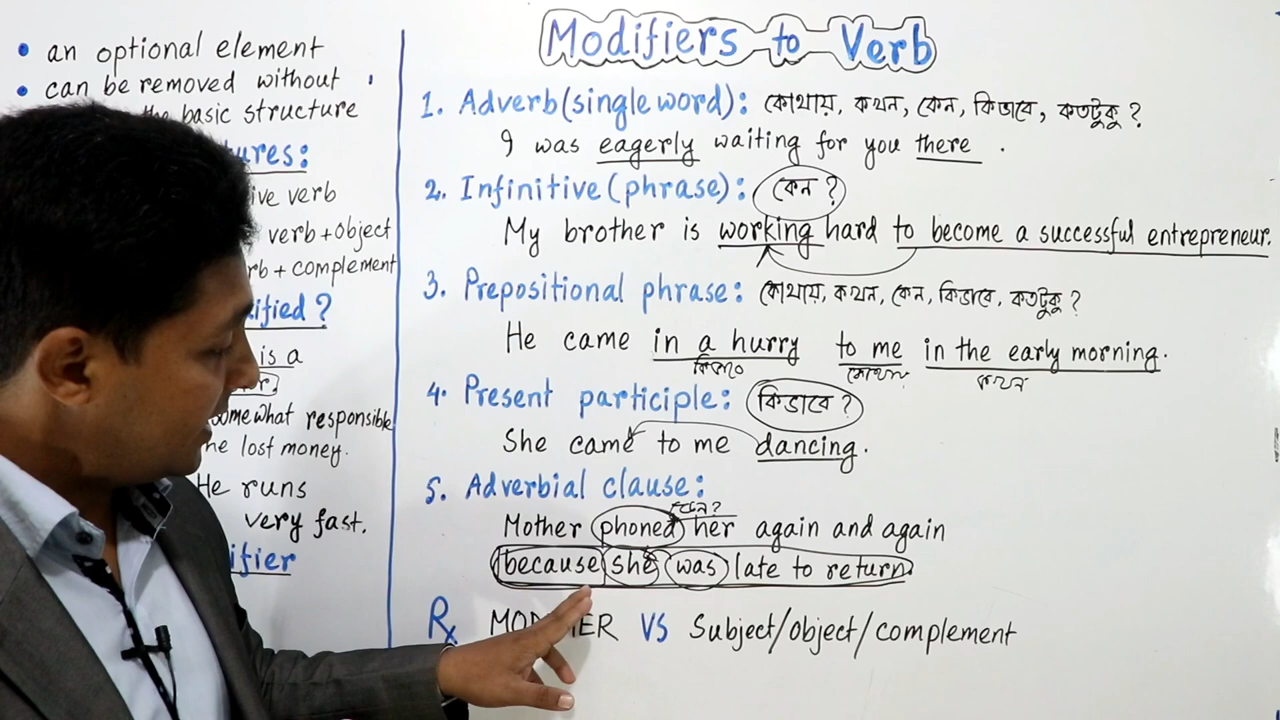 • an optional element
• can be removed without
the basic structure
ures:
ive verb
verb + object
rb + complement
ified?
is a
somewhat responsible
he lost money.
He runs
very fast.
ifier
Modifiers to Verb
1. Adverb (single word): কোথায়, কখন, কেন, কিভাবে, কতটুকু?
I was eagerly waiting for you there.
2. Infinitive (phrase): কেন?
My brother is working hard to become a successful entrepreneur.
3. Prepositional phrase: কোথায়, কখন, কেন, কিভাবে, কতটুকু?
He came in a hurry to me in the early morning.
কিভাবে কোথায় কখন
4. Present participle: কিভাবে?
She came to me dancing.
5. Adverbial clause:
কেন?
Mother phoned her again and again
because she was late to return.
Rx MODIFIER VS Subject/object/complement